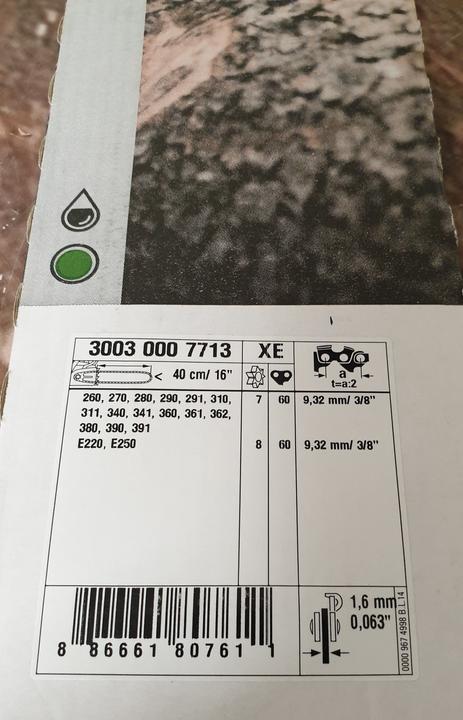 3003 000 7713 XE
< 40 cm/ 16" a
t=a:2
260, 270, 280, 290, 291, 310, 7 60 9,32 mm/ 3/8"
311, 340, 341, 360, 361, 362,
380, 390, 391
E220, E250 8 60 9,32 mm/ 3/8"
1,6 mm
0,063"
8 86661 80761 1
0000 967 4998 B.L.14